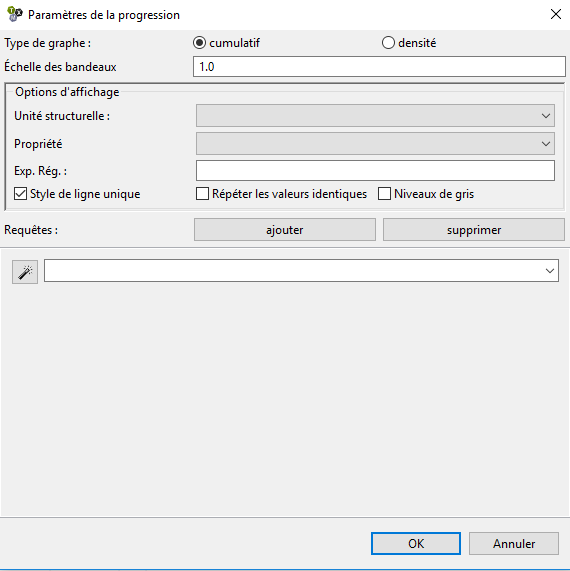 Paramètres de la progression
Type de graphe : cumulatif densité
Échelle des bandeaux 1.0
Options d'affichage
Unité structurelle :
Propriété
Exp. Rég. :
Style de ligne unique Répéter les valeurs identiques Niveaux de gris
Requêtes : ajouter supprimer
OK Annuler